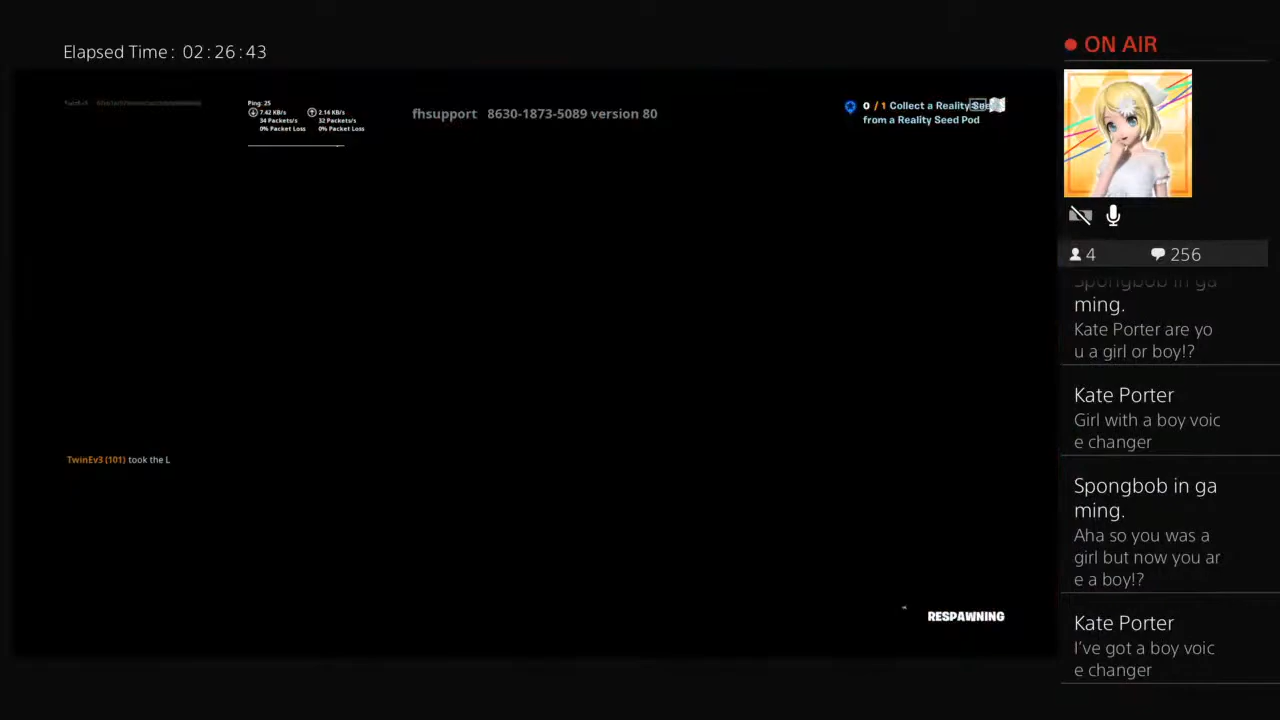 Elapsed Time: 02:26:43
ON AIR
Ping: 25
7.42 KB/s 2.14 KB/s
34 Packets/s 32 Packets/s
0% Packet Loss 0% Packet Loss
fhsupport 8630-1873-5089 version 80
0 / 1 Collect a Reality
from a Reality Seed Pod
4 256
Spongbob in ga
ming.
Kate Porter are yo
u a girl or boy!?
Kate Porter
Girl with a boy voic
e changer
Spongbob in ga
ming.
Aha so you was a
girl but now you ar
e a boy!?
Kate Porter
I've got a boy voic
e changer
TwinEv3 (101) took the L
RESPAWNING